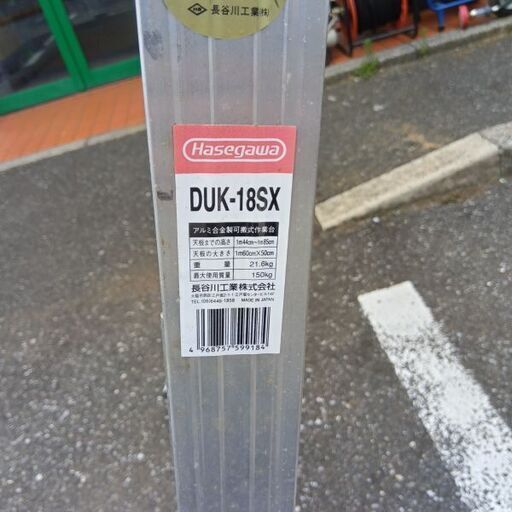 長谷川工業(株)
Hasegawa
DUK-18SX
アルミ合金製可搬式作業台
天板までの高さ 1m44cm~1m85cm
天板の大きさ 1m60cm×50cm
重量 21.6kg
最大使用質量 150kg
長谷川工業株式会社
MADE IN JAPAN
4 968757 599184